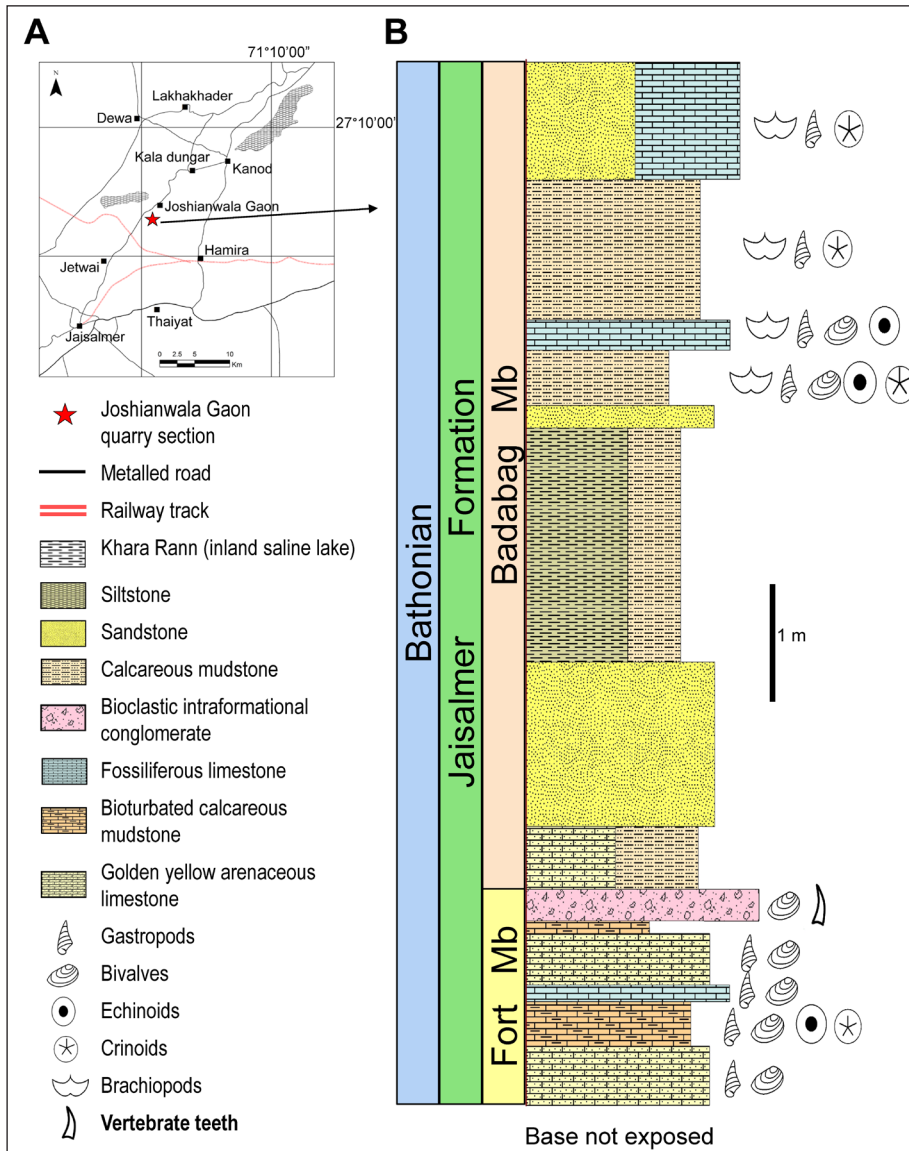 A
71°10'00"
N
Lakhakhader
Dewa
27°10'00"
Kala dungar
Kanod
Joshianwala Gaon
Hamira
Jetwai
Thaiyat
Jaisalmer
0 2.5 5 10
Km
Joshianwala Gaon
quarry section
Metalled road
Railway track
Khara Rann (inland saline lake)
Siltstone
Sandstone
Calcareous mudstone
Bioclastic intraformational
conglomerate
Fossiliferous limestone
Bioturbated calcareous
mudstone
Golden yellow arenaceous
limestone
Gastropods
Bivalves
Echinoids
Crinoids
Brachiopods
Vertebrate teeth
B
Bathonian
Jaisalmer Formation
Badabag Mb
Fort Mb
1 m
Base not exposed